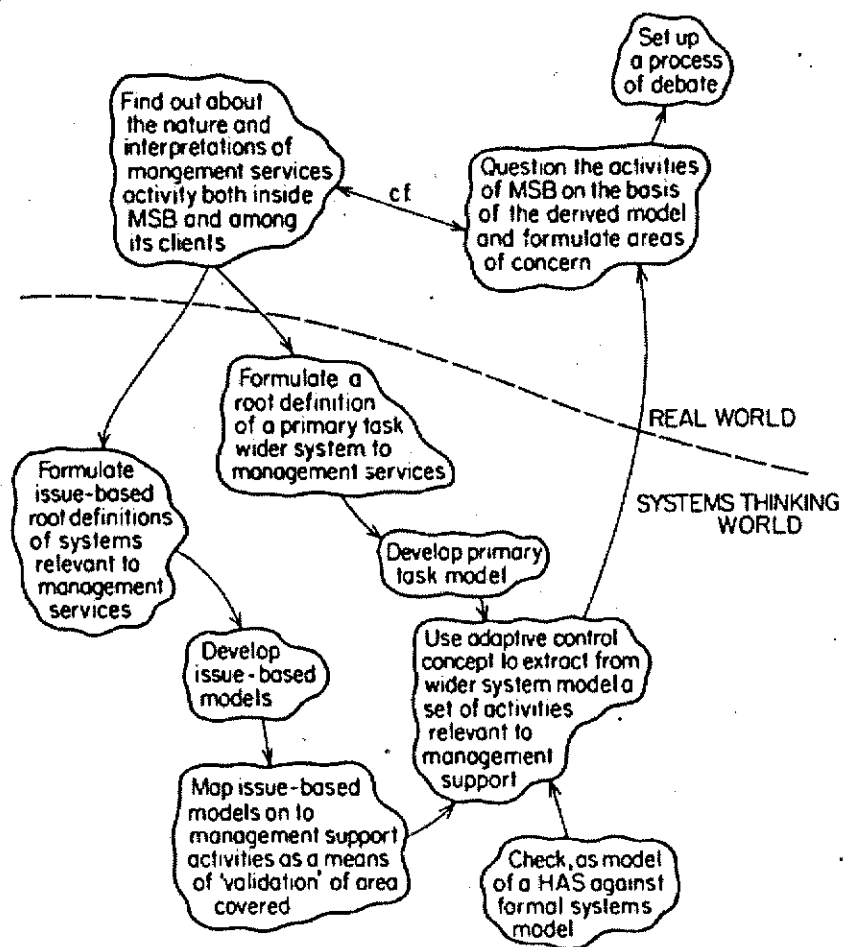 Set up
a process
of debate
Find out about
the nature and
interpretations of
mangement services
activity both inside
MSB and among
its clients
c.f.
Question the activities
of MSB on the basis
of the derived model
and formulate areas
of concern
Formulate a
root definition
of a primary task
wider system to
management services
REAL WORLD
Formulate
issue-based
root definitions
of systems
relevant to
management
services
SYSTEMS THINKING
WORLD
Develop primary
task model
Develop
issue-based
models
Use adaptive control
concept to extract from
wider system model a
set of activities
relevant to
management
support
Map issue-based
models on to
management support
activities as a means
of 'validation' of area
covered
Check, as model
of a HAS against
formal systems
model